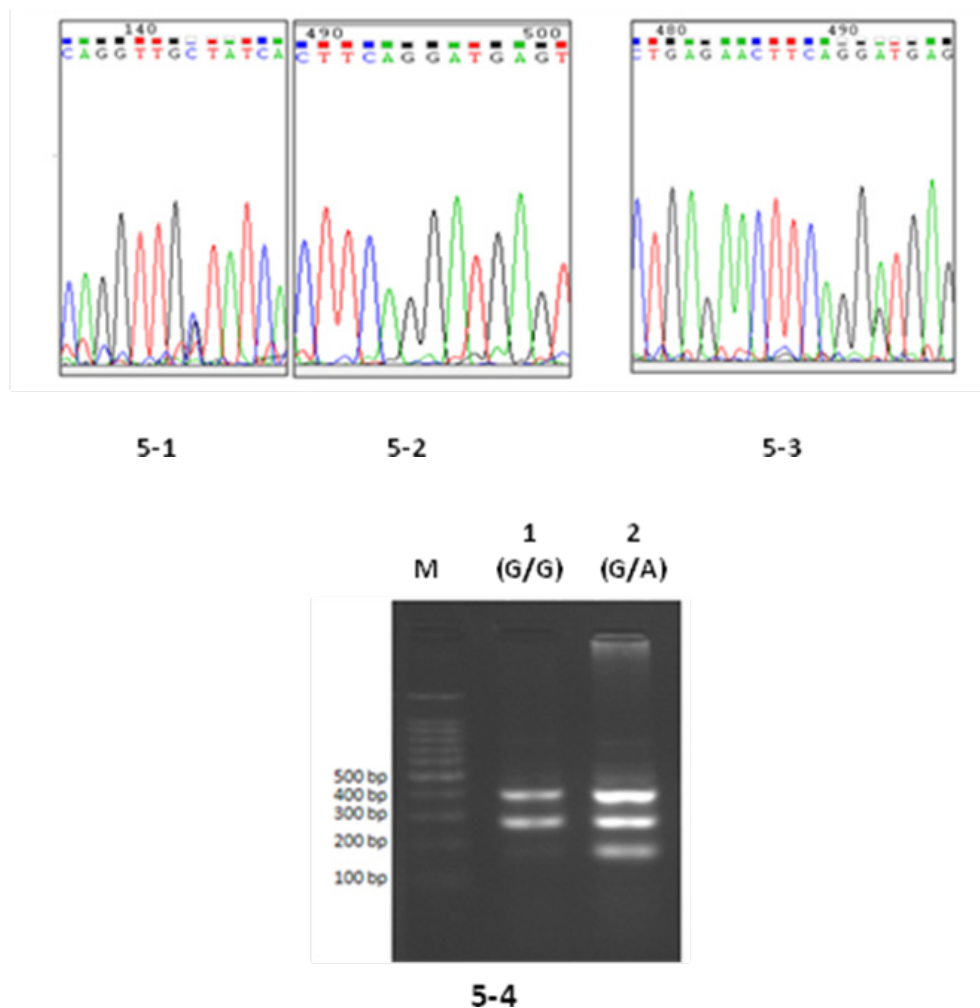 140
CAGGTTGCTATCA
490 500
CTTCAGGATGAGT
480 490
CTGAGAACTTCAGGATGAG
5-1
5-2
5-3
1
2
M
(G/G)
(G/A)
500 bp
400 bp
300 bp
200 bp
100 bp
5-4